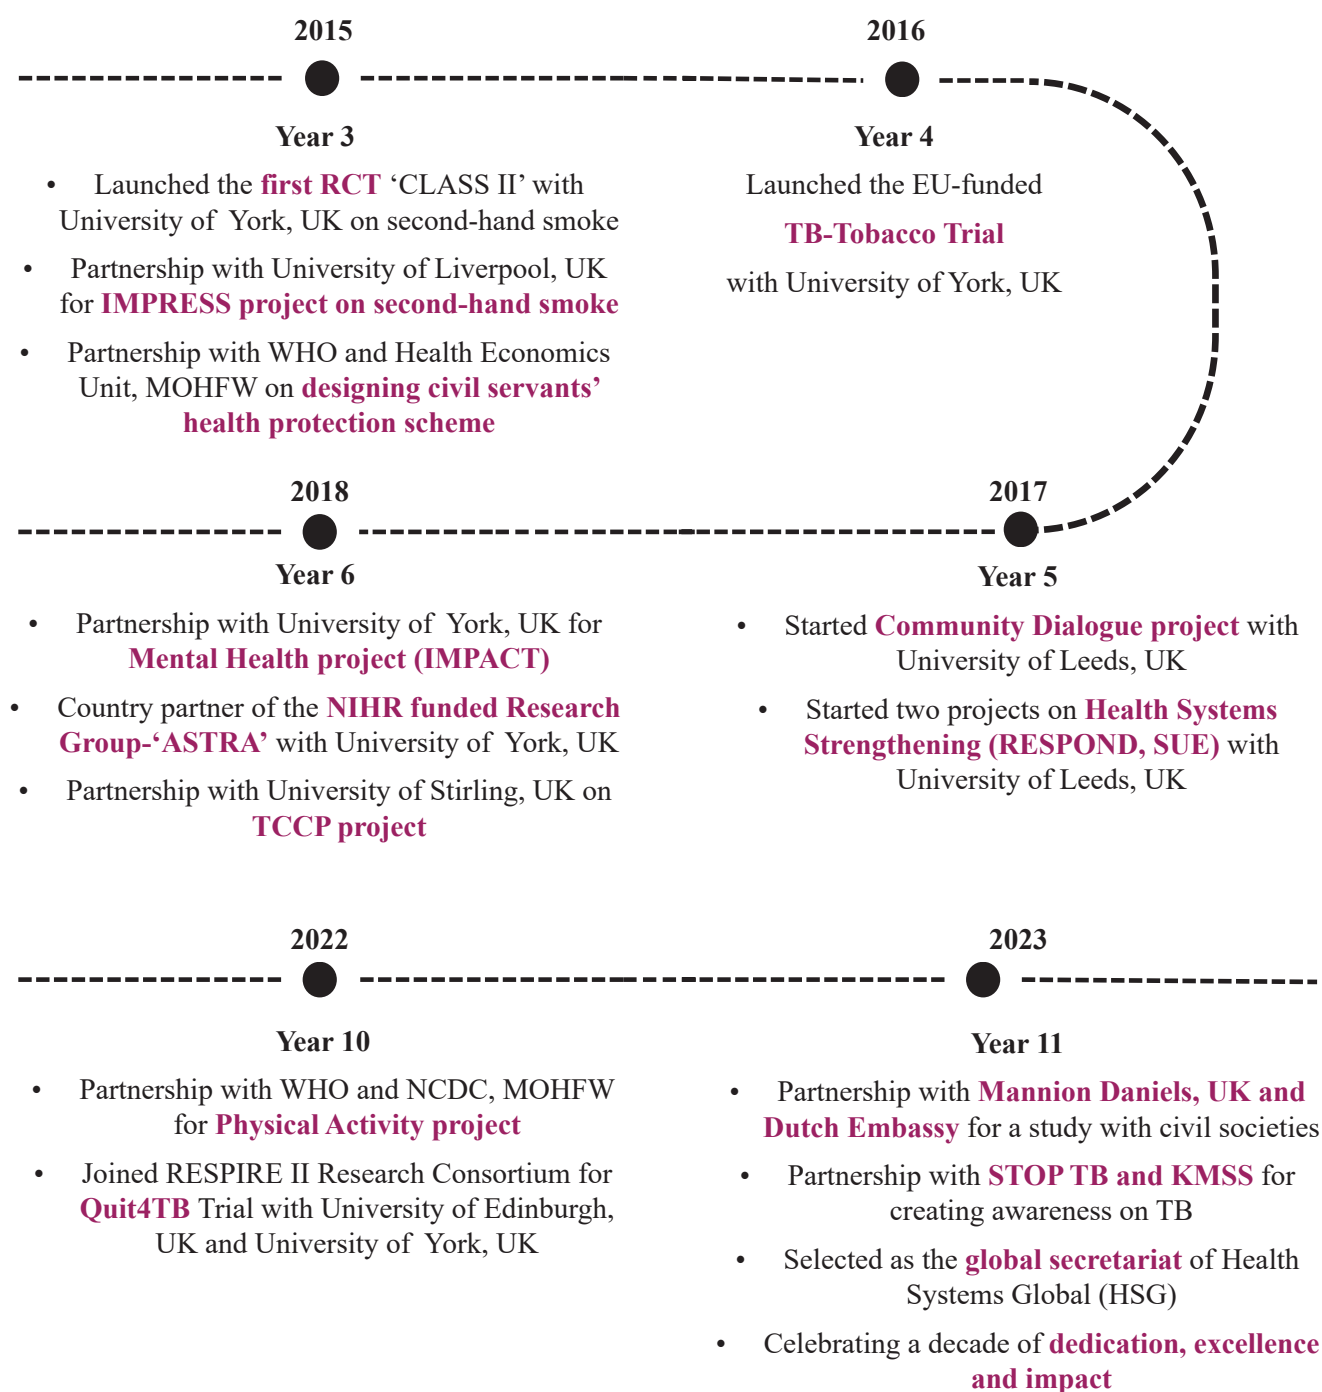 2015
Year 3
• Launched the first RCT ‘CLASS II’ with
University of York, UK on second-hand smoke
• Partnership with University of Liverpool, UK
for IMPRESS project on second-hand smoke
• Partnership with WHO and Health Economics
Unit, MOHFW on designing civil servants’
health protection scheme
2016
Year 4
Launched the EU-funded
TB-Tobacco Trial
with University of York, UK
2017
Year 5
• Started Community Dialogue project with
University of Leeds, UK
• Started two projects on Health Systems
Strengthening (RESPOND, SUE) with
University of Leeds, UK
2018
Year 6
• Partnership with University of York, UK for
Mental Health project (IMPACT)
• Country partner of the NIHR funded Research
Group-‘ASTRA’ with University of York, UK
• Partnership with University of Stirling, UK on
TCCP project
2022
Year 10
• Partnership with WHO and NCDC, MOHFW
for Physical Activity project
• Joined RESPIRE II Research Consortium for
Quit4TB Trial with University of Edinburgh,
UK and University of York, UK
2023
Year 11
• Partnership with Mannion Daniels, UK and
Dutch Embassy for a study with civil societies
• Partnership with STOP TB and KMSS for
creating awareness on TB
• Selected as the global secretariat of Health
Systems Global (HSG)
• Celebrating a decade of dedication, excellence
and impact